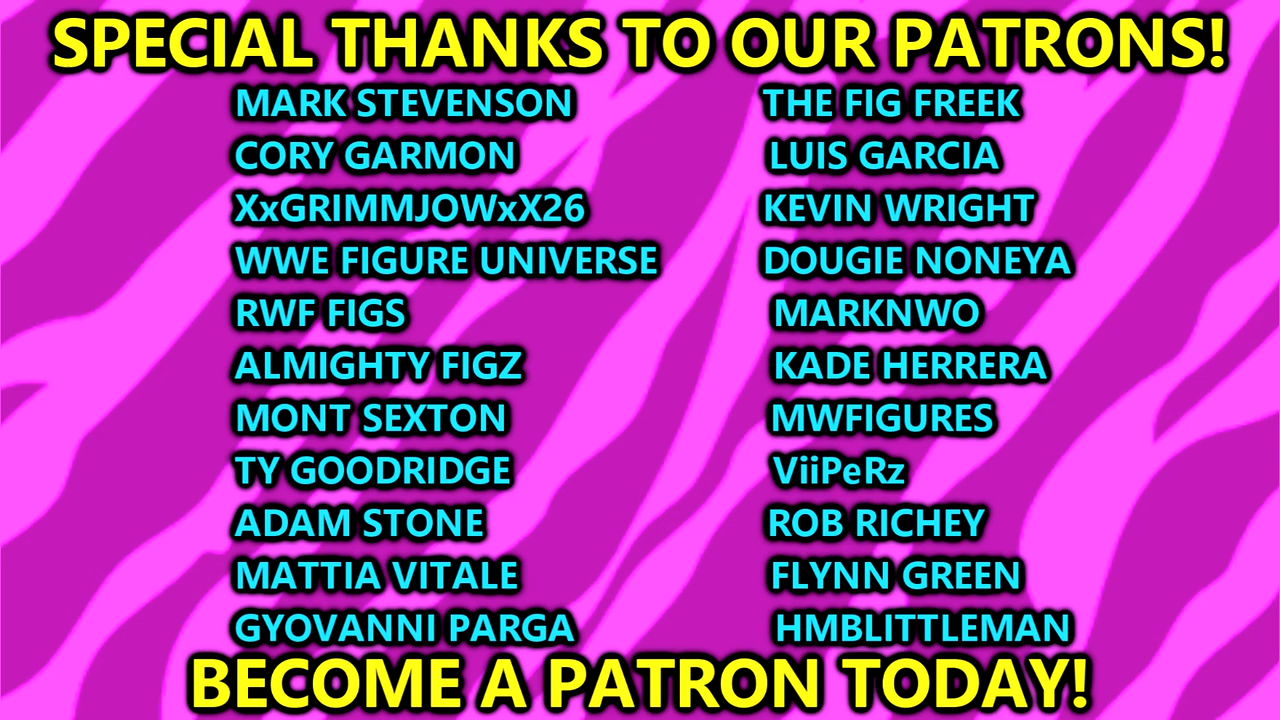 SPECIAL THANKS TO OUR PATRONS!
MARK STEVENSON
CORY GARMON
XxGRIMMJOWxX26
WWE FIGURE UNIVERSE
RWF FIGS
ALMIGHTY FIGZ
MONT SEXTON
TY GOODRIDGE
ADAM STONE
MATTIA VITALE
GYOVANNI PARGA
THE FIG FREEK
LUIS GARCIA
KEVIN WRIGHT
DOUGIE NONEYA
MARKNWO
KADE HERRERA
MWFIGURES
ViiPeRz
ROB RICHEY
FLYNN GREEN
HMBLITTLEMAN
BECOME A PATRON TODAY!